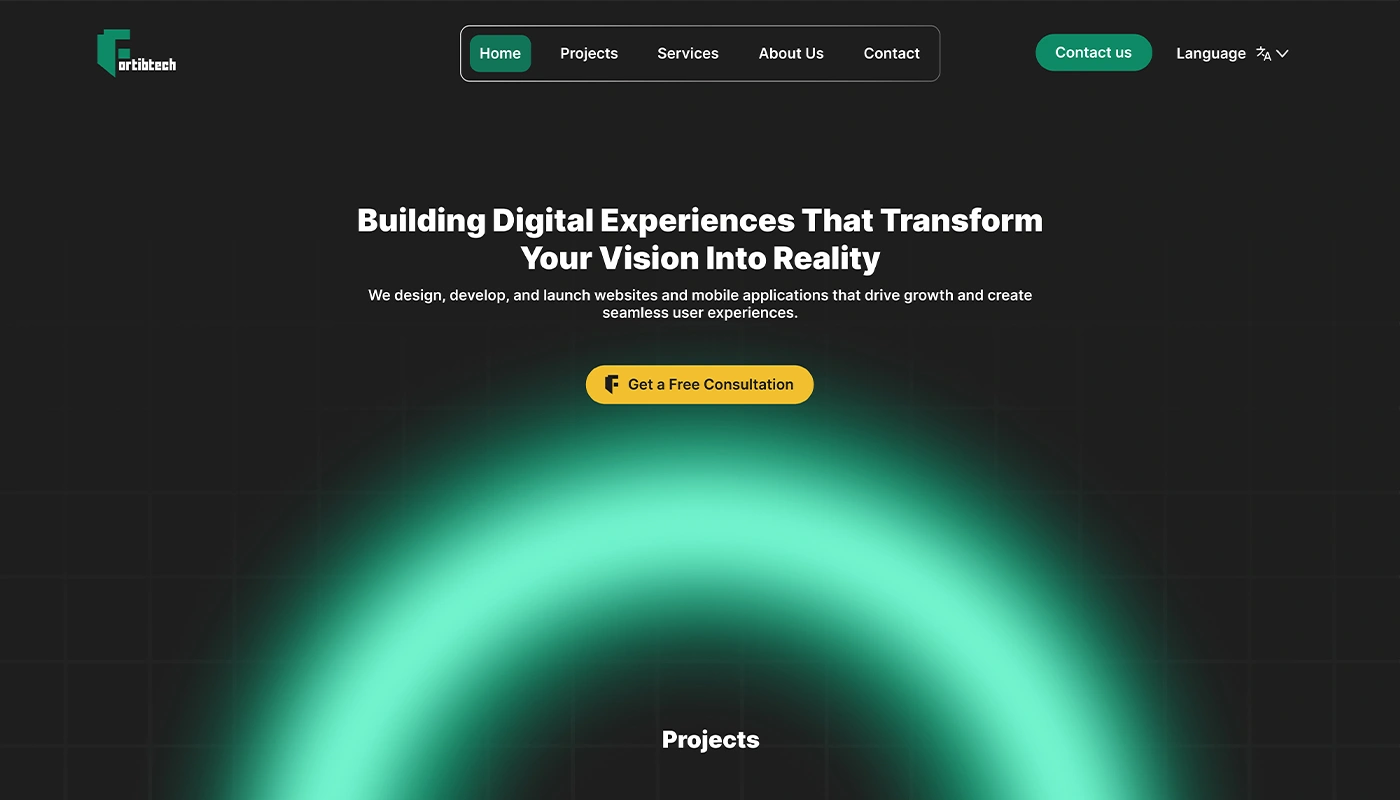 Fortibtech
Home Projects Services About Us Contact
Contact us
Language
Building Digital Experiences That Transform
Your Vision Into Reality
We design, develop, and launch websites and mobile applications that drive growth and create
seamless user experiences.
Get a Free Consultation
Projects